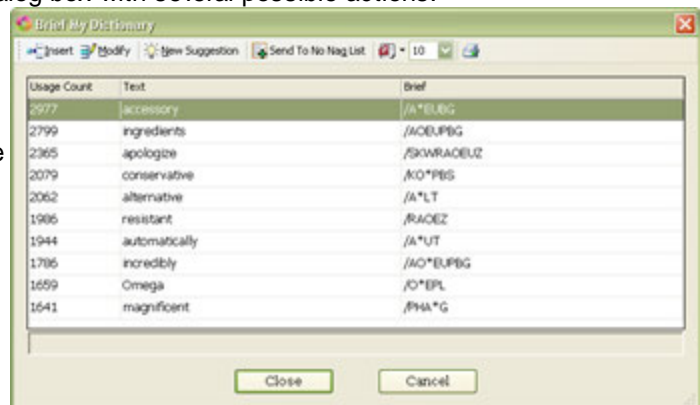 alog box with several possible actions.
Brief My Dictionary
Insert Modify New Suggestion Send To No Nag List 10
Usage Count Text Brief
2977 accessory /A*EUBG
2799 ingredients /AOEUPBG
e
2365 apologize /SKWRAOEUZ
2079 conservative /KO*PBS
2062 alternative /A*LT
1986 resistant /RAOEZ
1944 automatically /A*UT
1786 incredibly /AO*EUPBG
1659 Omega /O*EPL
1641 magnificent /PHA*G
Close Cancel